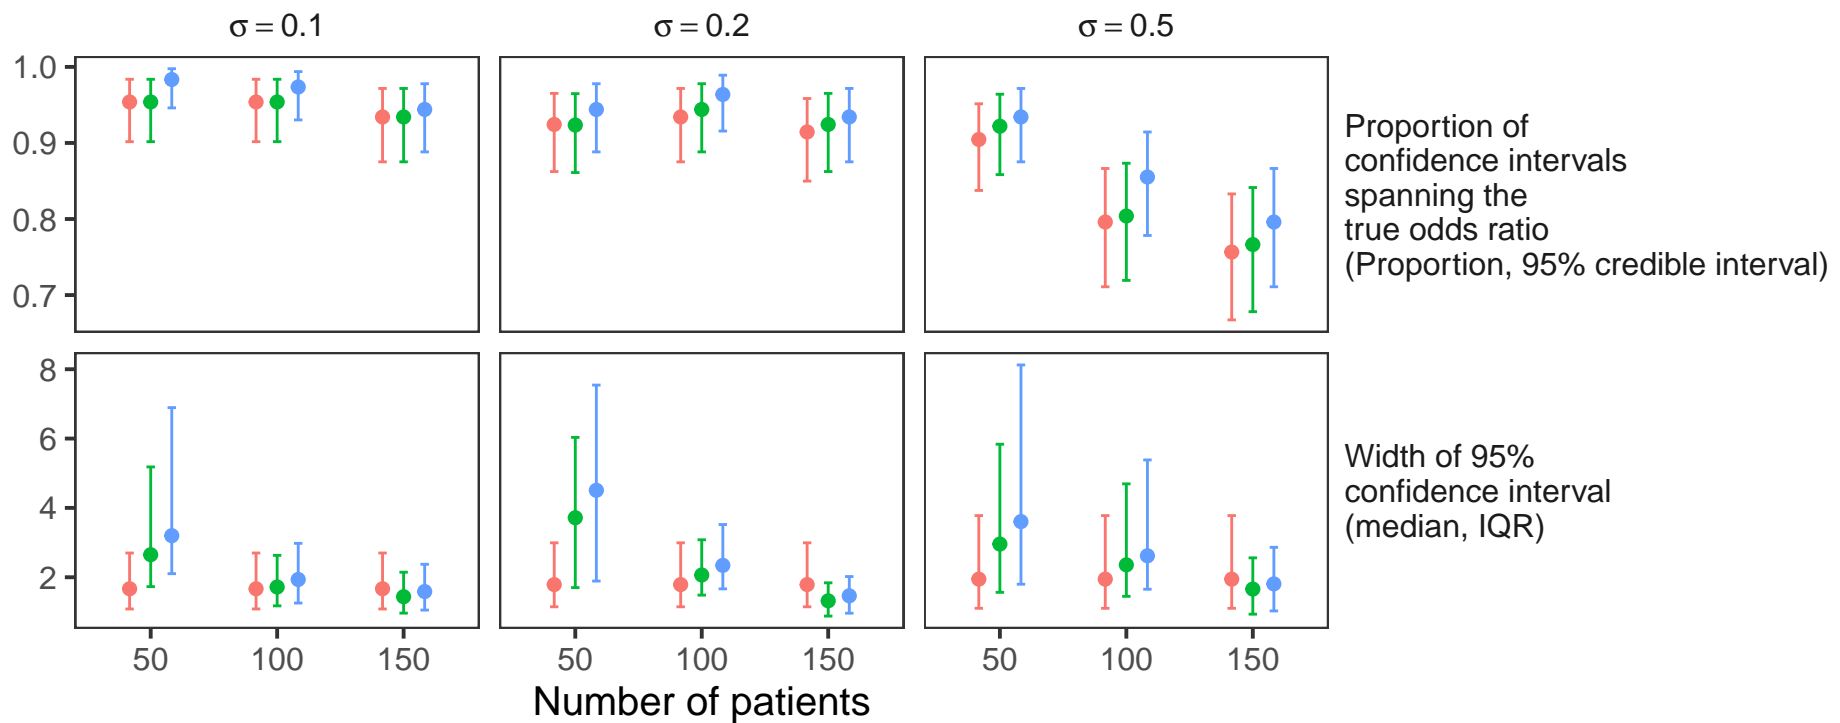 σ = 0.1
σ = 0.2
σ = 0.5
1.0
0.9
0.8
0.7
Proportion of
confidence intervals
spanning the
true odds ratio
(Proportion, 95% credible interval)
8
6
4
2
Width of 95%
confidence interval
(median, IQR)
50 100 150
50 100 150
50 100 150
Number of patients